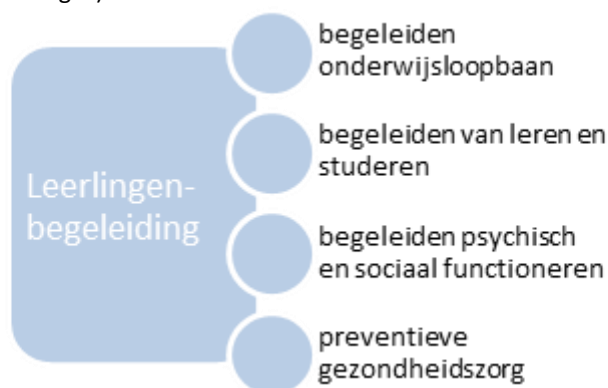 Leerlingen-
begeleiding
begeleiden
onderwijsloopbaan
begeleiden van leren en
studeren
begeleiden psychisch
en sociaal functioneren
preventieve
gezondheidszorg